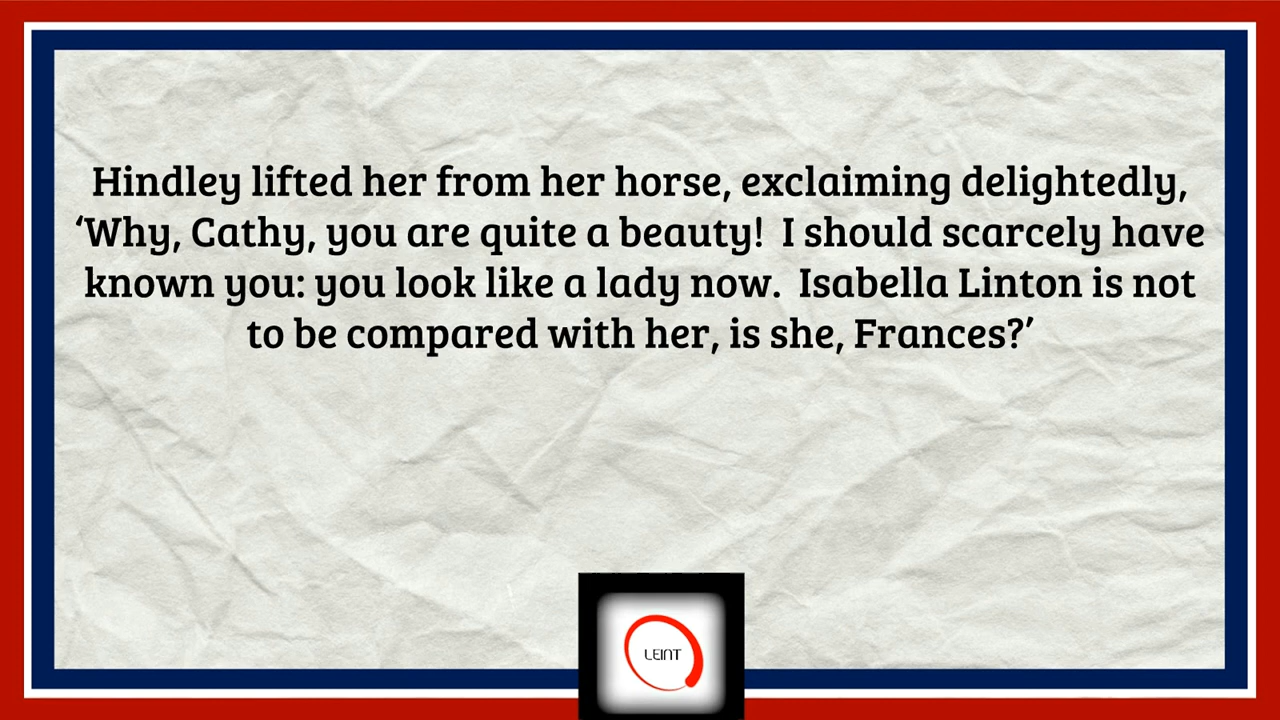 Hindley lifted her from her horse, exclaiming delightedly,
‘Why, Cathy, you are quite a beauty!  I should scarcely have
known you: you look like a lady now.  Isabella Linton is not
to be compared with her, is she, Frances?’
LEINT